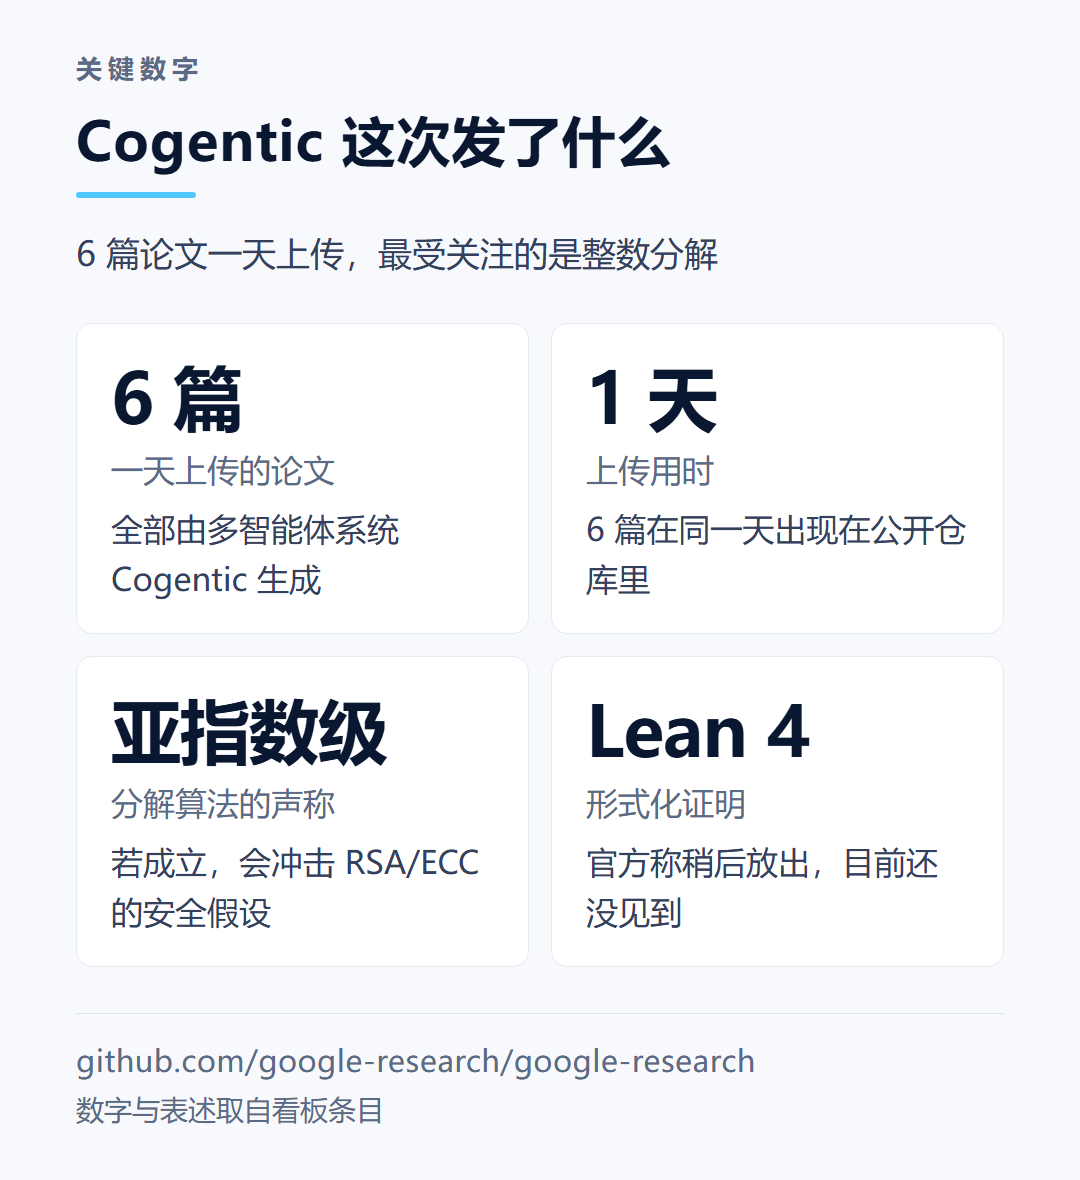 关键数字
Cogentic 这次发了什么
6 篇论文一天上传，最受关注的是整数分解
6 篇
一天上传的论文
全部由多智能体系统
Cogentic 生成
1 天
上传用时
6 篇在同一天出现在公开仓
库里
亚指数级
分解算法的声称
若成立，会冲击 RSA/ECC
的安全假设
Lean 4
形式化证明
官方称稍后放出，目前还
没见到
github.com/google-research/google-research
数字与表述取自看板条目